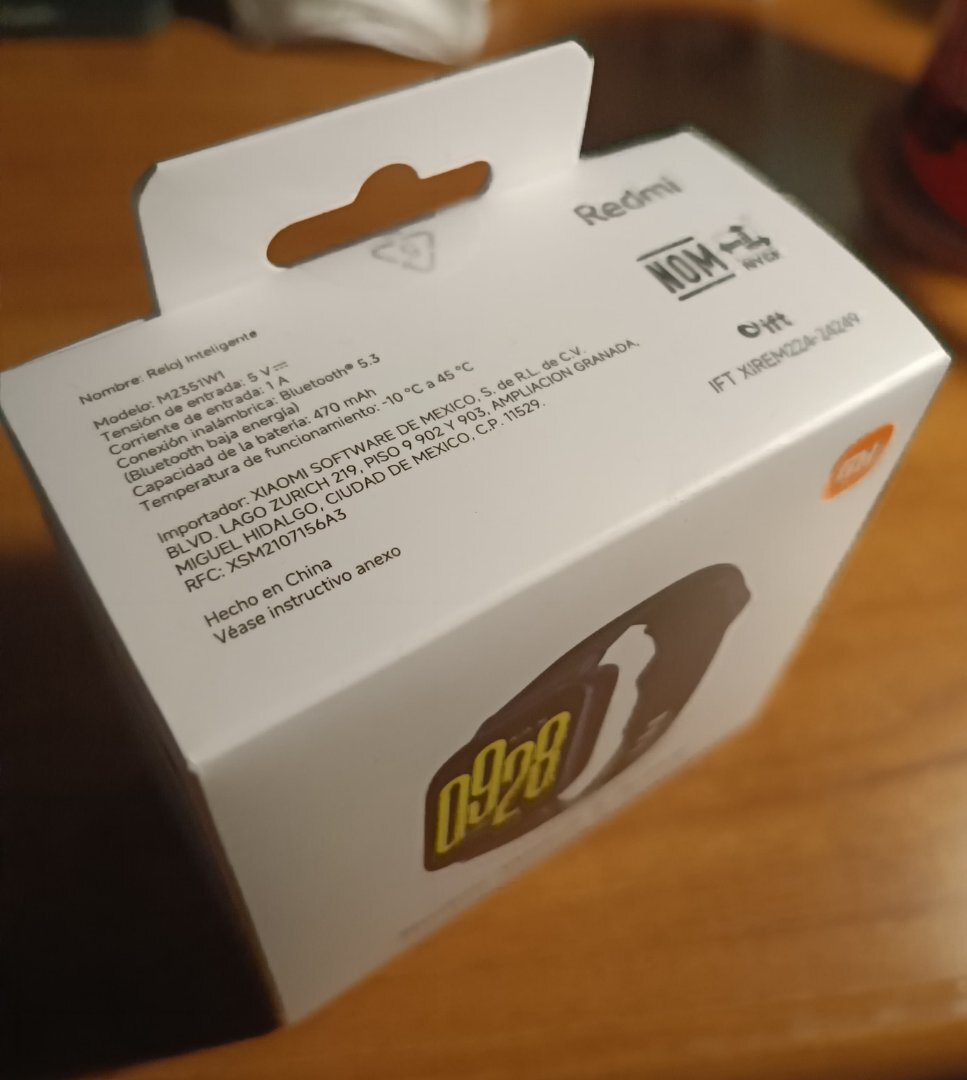 Redmi
NOM
NYCE
ift
IFT XIREM224-24249
Nombre: Reloj Inteligente
Modelo: M2351W1
Tensión de entrada: 5 V⎓
Corriente de entrada: 1 A
Conexión inalámbrica: Bluetooth® 5.3
(Bluetooth baja energía)
Capacidad de la batería: 470 mAh
Temperatura de funcionamiento: -10 °C a 45 °C
Importador: XIAOMI SOFTWARE DE MEXICO, S. de R.L. de C.V.
BLVD. LAGO ZURICH 219, PISO 9 902 Y 903, AMPLIACION GRANADA,
MIGUEL HIDALGO, CIUDAD DE MEXICO, C.P. 11529.
RFC: XSM2107156A3
Hecho en China
Véase instructivo anexo
0928